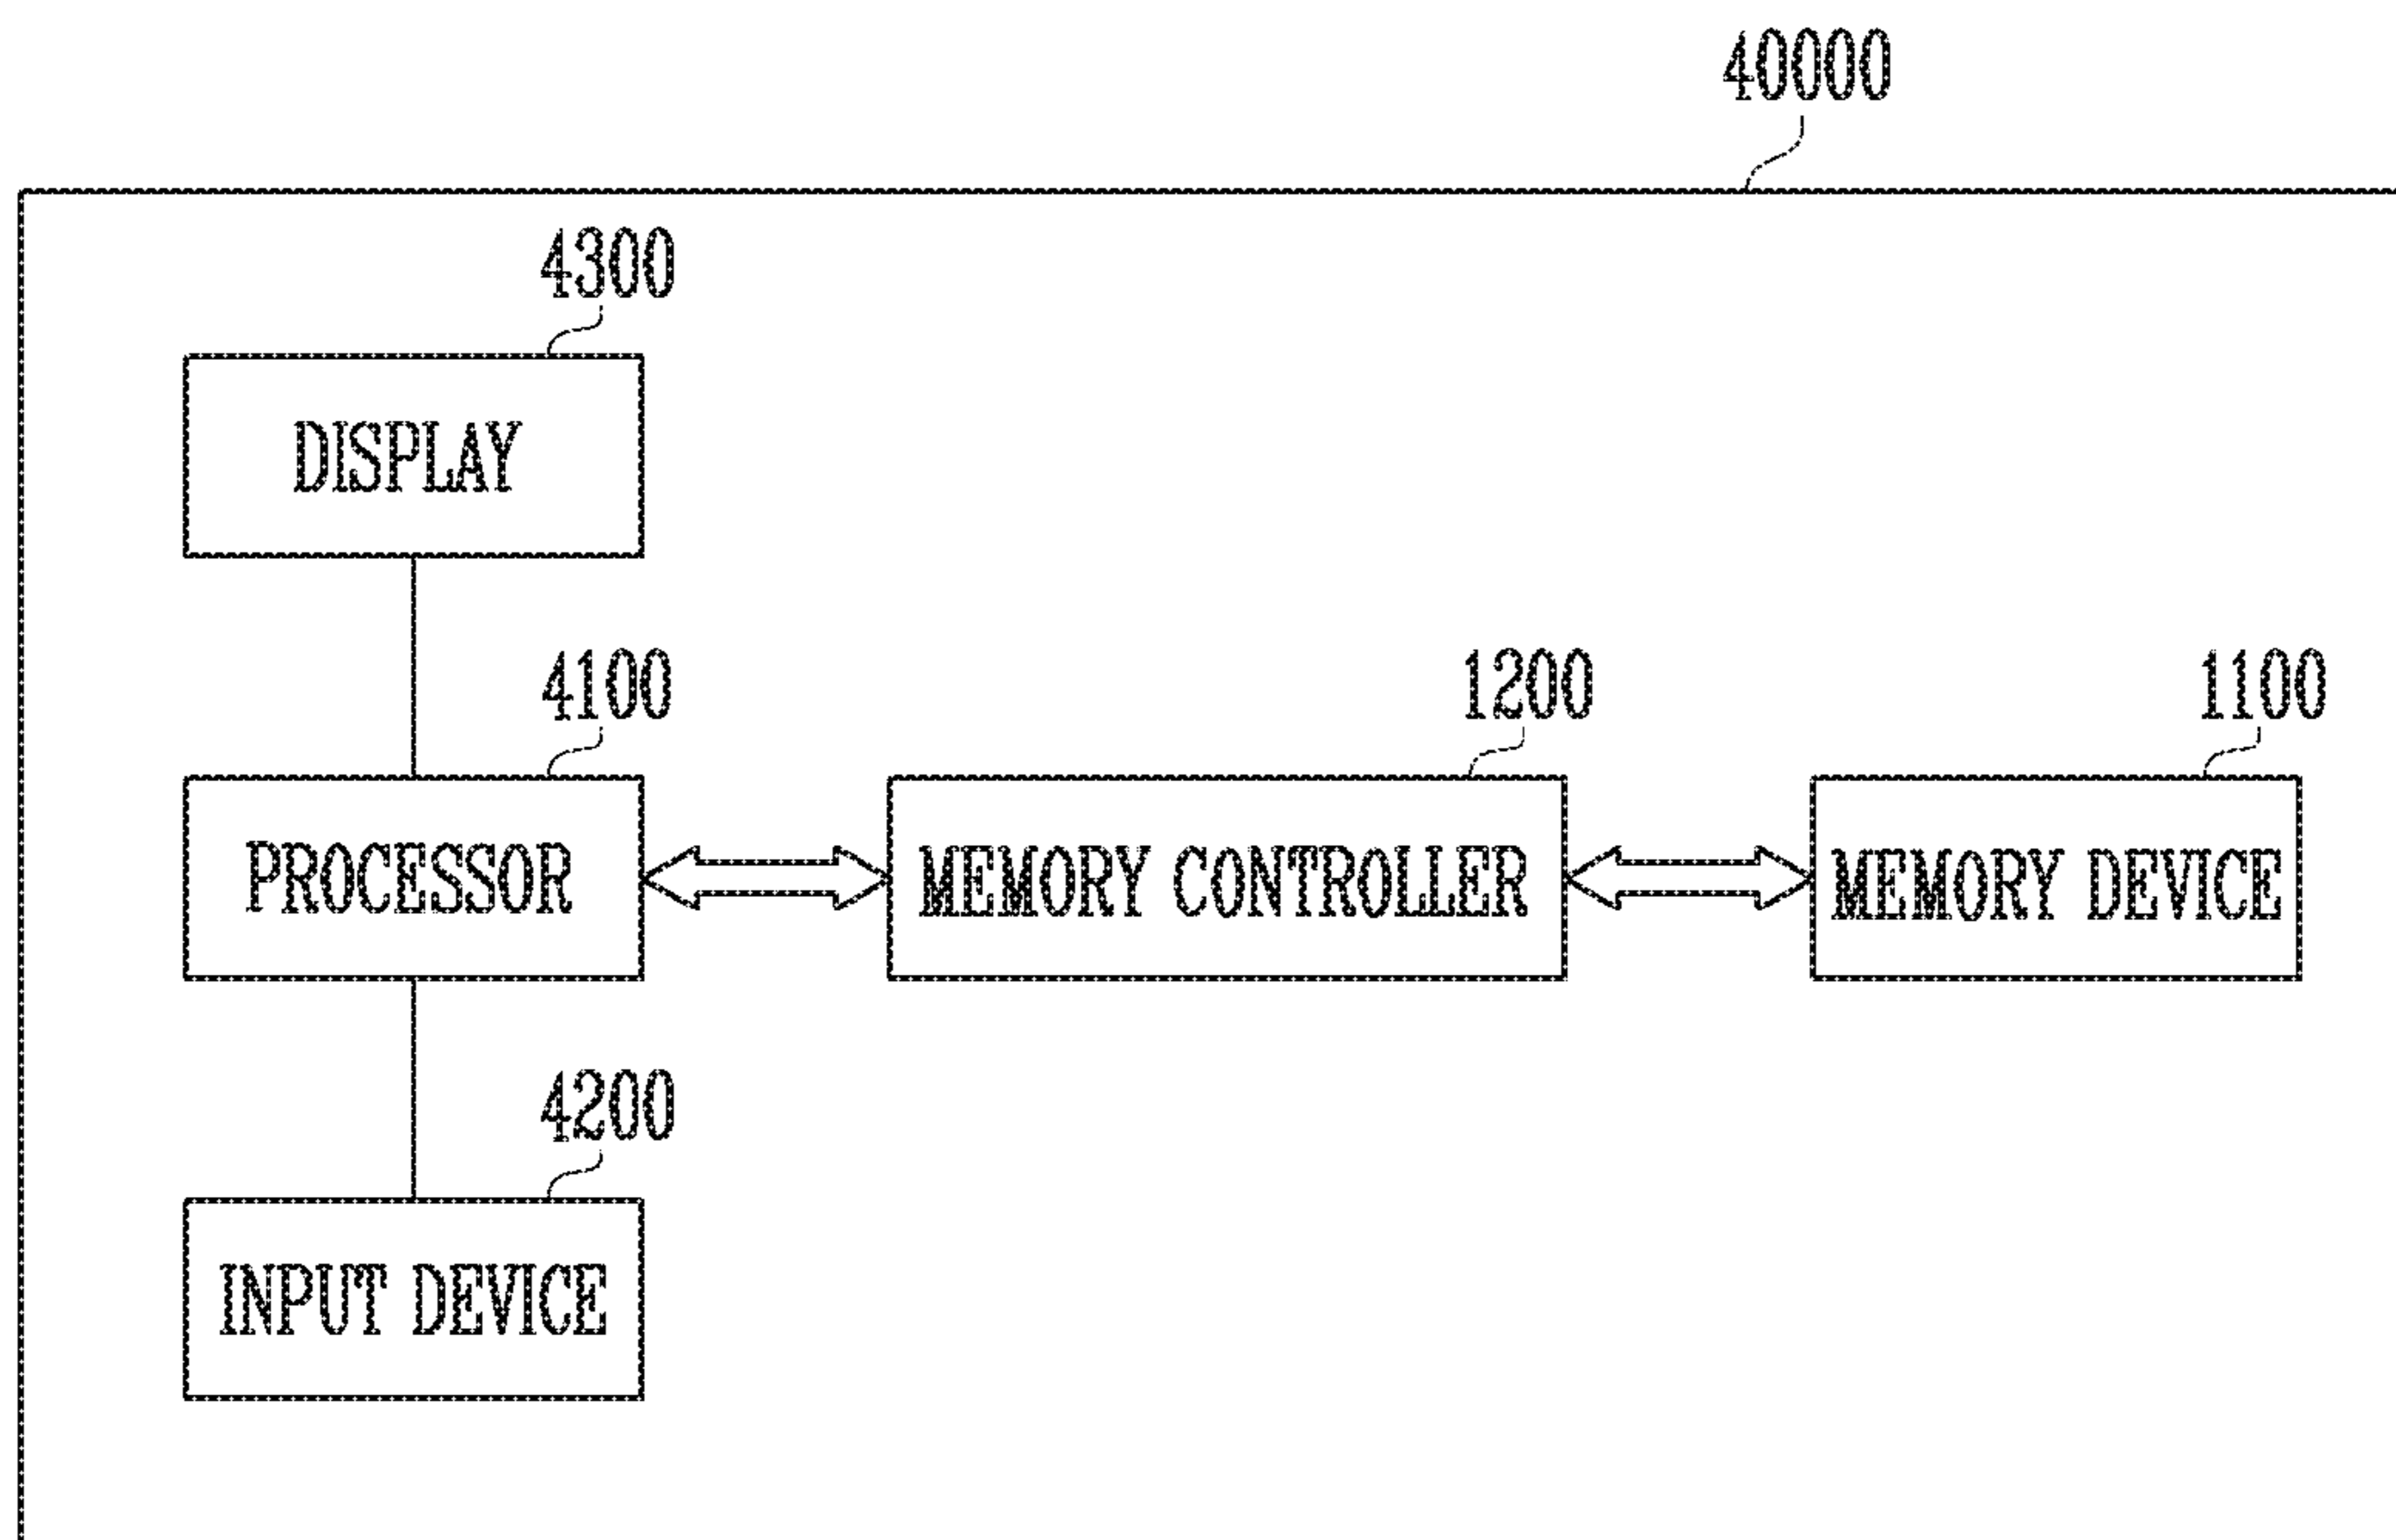 40000
4300
DISPLAY
4100
1200
1100
PROCESSOR
MEMORY CONTROLLER
MEMORY DEVICE
4200
INPUT DEVICE